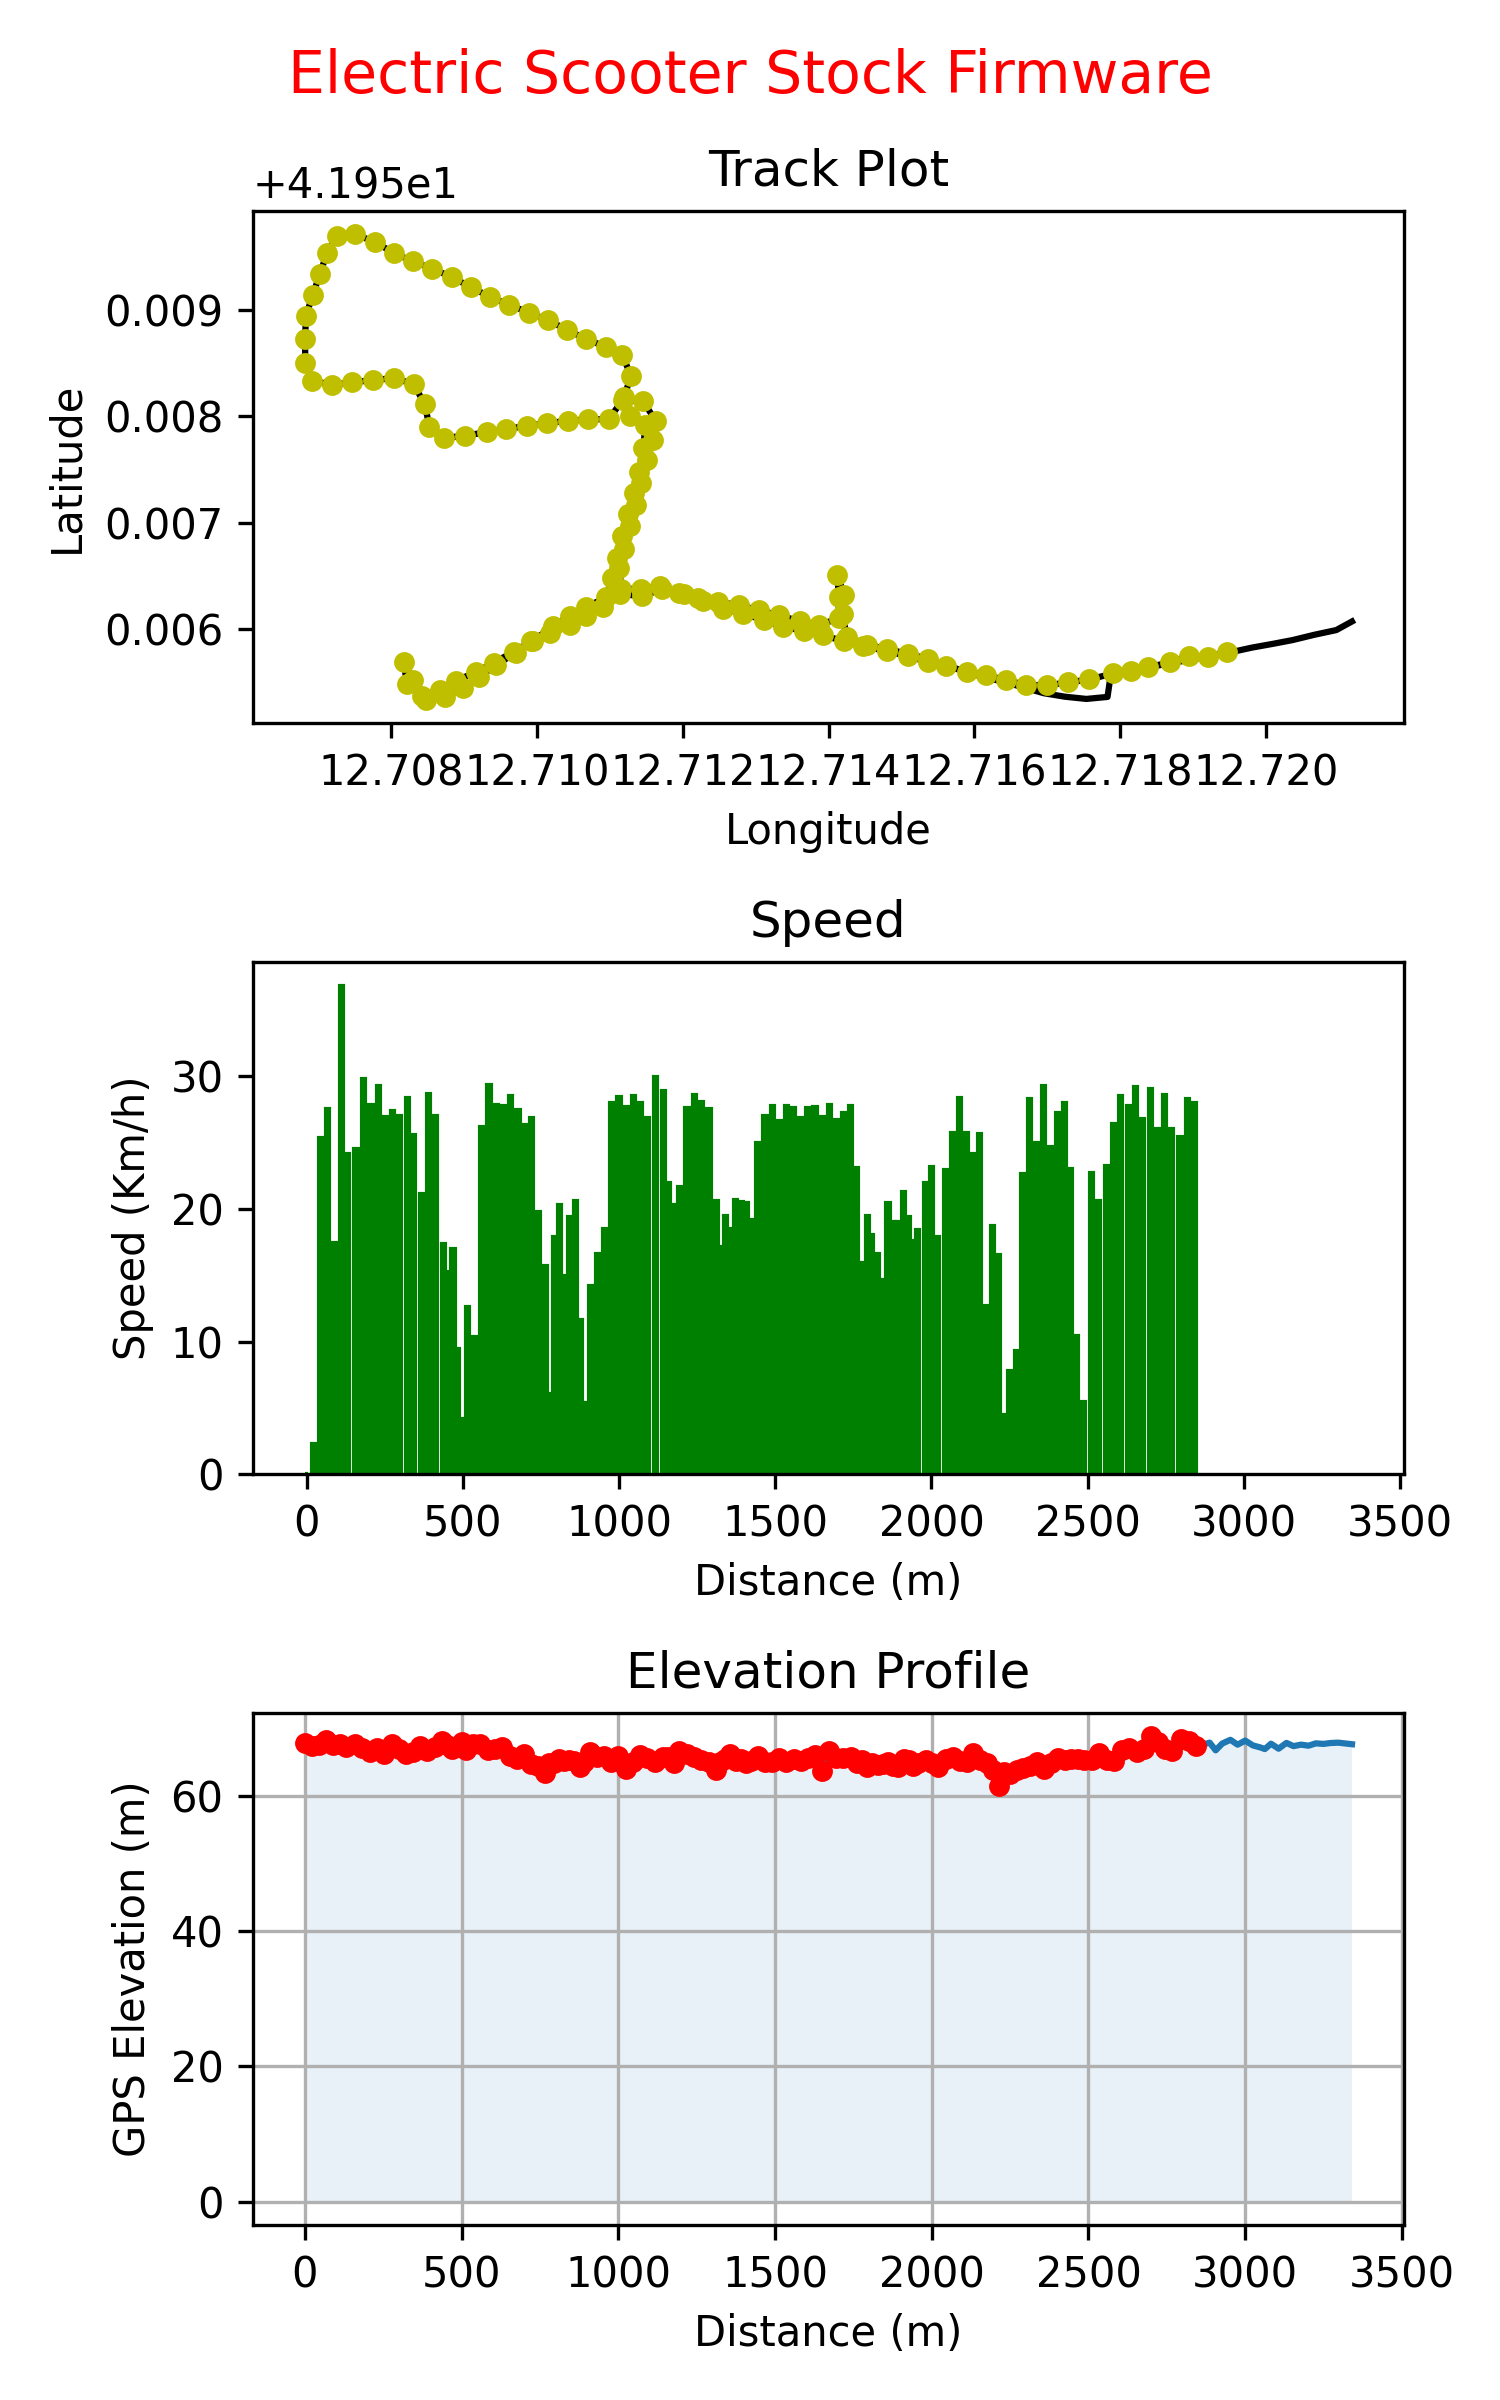 Electric Scooter Stock Firmware
Track Plot
+4.195e1
0.009
0.008
0.007
0.006
Latitude
12.708 12.710 12.712 12.714 12.716 12.718 12.720
Longitude
Speed
30
20
10
0
Speed (Km/h)
0 500 1000 1500 2000 2500 3000 3500
Distance (m)
Elevation Profile
60
40
20
0
GPS Elevation (m)
0 500 1000 1500 2000 2500 3000 3500
Distance (m)